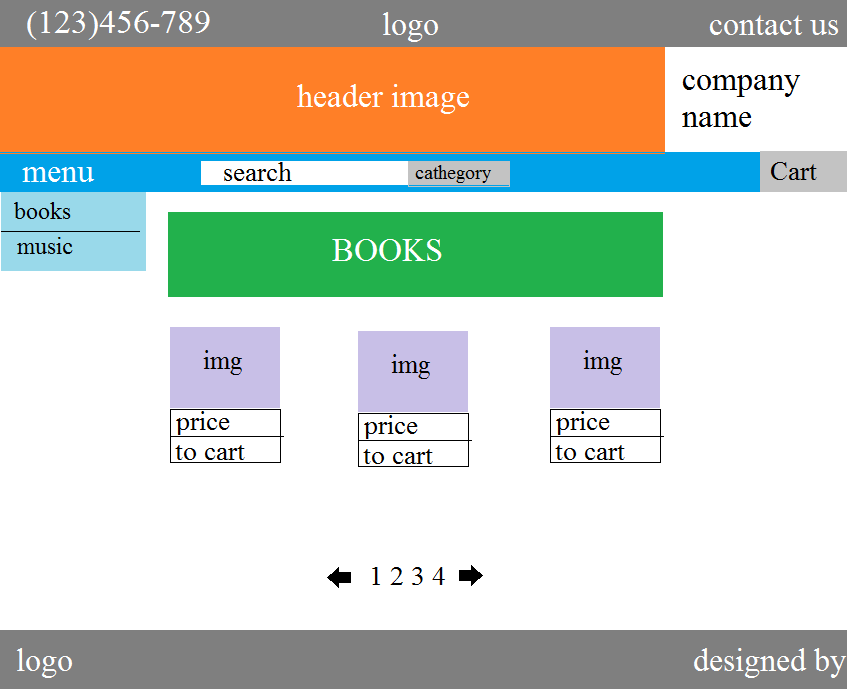 (123)456-789 logo contact us
header image
company
name
menu search cathegory Cart
books
music
BOOKS
img img img
price price price
to cart to cart to cart
1 2 3 4
logo designed by